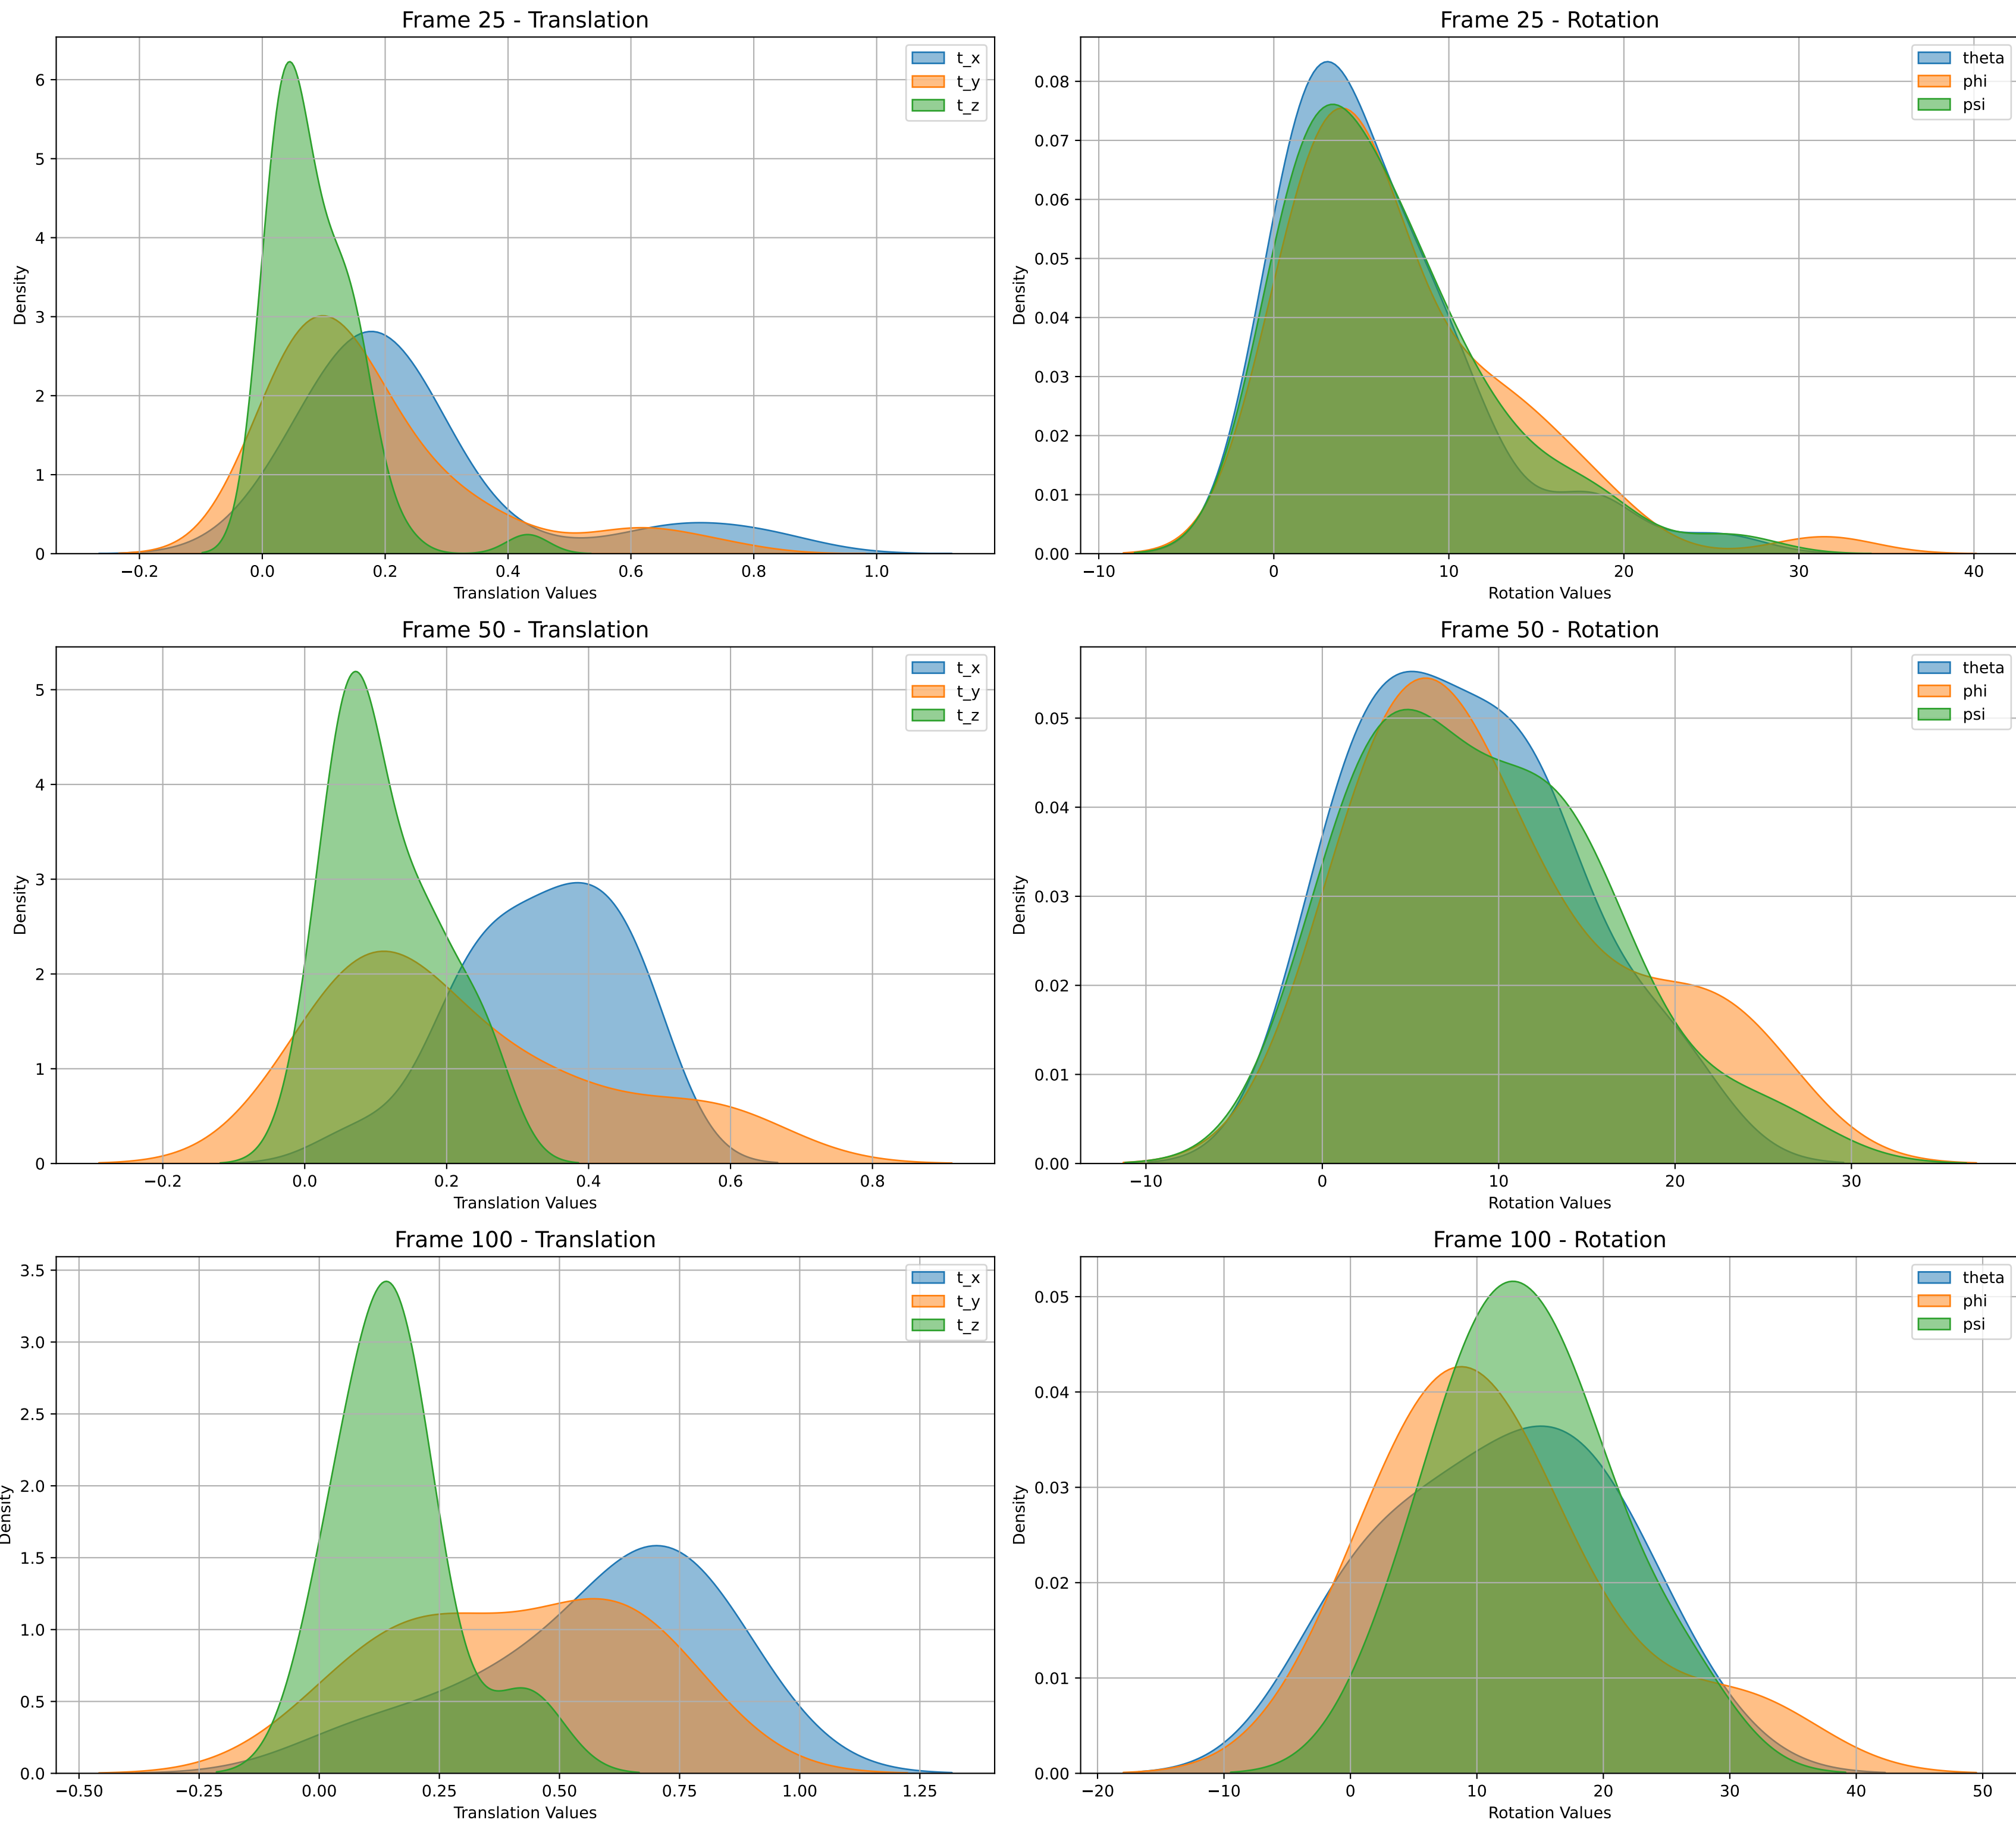 Frame 25 - Translation
t_x
t_y
t_z
Density
6
5
4
3
2
1
0
−0.2 0.0 0.2 0.4 0.6 0.8 1.0
Translation Values
Frame 25 - Rotation
theta
phi
psi
Density
0.08
0.07
0.06
0.05
0.04
0.03
0.02
0.01
0.00
−10 0 10 20 30 40
Rotation Values
Frame 50 - Translation
t_x
t_y
t_z
Density
5
4
3
2
1
0
−0.2 0.0 0.2 0.4 0.6 0.8
Translation Values
Frame 50 - Rotation
theta
phi
psi
Density
0.05
0.04
0.03
0.02
0.01
0.00
−10 0 10 20 30
Rotation Values
Frame 100 - Translation
t_x
t_y
t_z
Density
3.5
3.0
2.5
2.0
1.5
1.0
0.5
0.0
−0.50 −0.25 0.00 0.25 0.50 0.75 1.00 1.25
Translation Values
Frame 100 - Rotation
theta
phi
psi
Density
0.05
0.04
0.03
0.02
0.01
0.00
−20 −10 0 10 20 30 40 50
Rotation Values